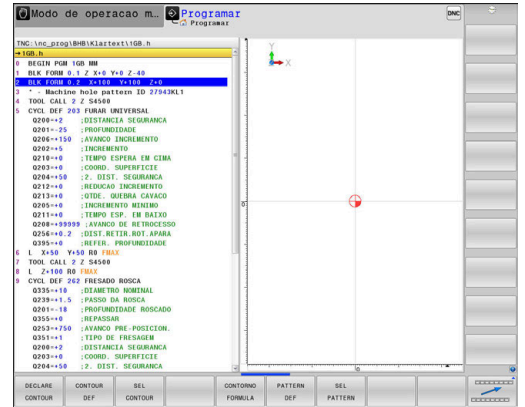 Modo de operacao m...
Programar
Programar
DNC
TNC:\nc_prog\BHB\Klartext\1GB.h
→1GB.h
0 BEGIN PGM 1GB MM
1 BLK FORM 0.1 Z X+0 Y+0 Z-40
2 BLK FORM 0.2 X+100 Y+100 Z+0
3 * - Machine hole pattern ID 27943KL1
4 TOOL CALL 2 Z S4500
5 CYCL DEF 203 FURAR UNIVERSAL
Q200=+2 ;DISTANCIA SEGURANCA
Q201=-25 ;PROFUNDIDADE
Q206=+150 ;AVANCO INCREMENTO
Q202=+5 ;INCREMENTO
Q210=+0 ;TEMPO ESPERA EM CIMA
Q203=+0 ;COORD. SUPERFICIE
Q204=+50 ;2. DIST. SEGURANCA
Q212=+0 ;REDUCAO INCREMENTO
Q213=+0 ;QTDE. QUEBRA CAVACO
Q205=+0 ;INCREMENTO MINIMO
Q211=+0 ;TEMPO ESP. EM BAIXO
Q208=+99999 ;AVANCO DE RETROCESSO
Q256=+0.2 ;DIST.RETIR.ROT.APARA
Q395=+0 ;REFER. PROFUNDIDADE
6 L X+50 Y+50 R0 FMAX
7 TOOL CALL 2 Z S4500
8 L Z+100 R0 FMAX
9 CYCL DEF 262 FRESADO ROSCA
Q335=+10 ;DIAMETRO NOMINAL
Q239=+1.5 ;PASSO DA ROSCA
Q201=-18 ;PROFUNDIDADE ROSCADO
Q355=+0 ;REPASSAR
Q253=+750 ;AVANCO PRE-POSICION.
Q351=+1 ;TIPO DE FRESAGEM
Q200=+2 ;DISTANCIA SEGURANCA
Q203=+0 ;COORD. SUPERFICIE
Q204=+50 ;2. DIST. SEGURANCA
Y
X
0
0
DECLARE CONTOUR
CONTOUR DEF
SEL CONTOUR
CONTORNO FORMULA
PATTERN DEF
SEL PATTERN